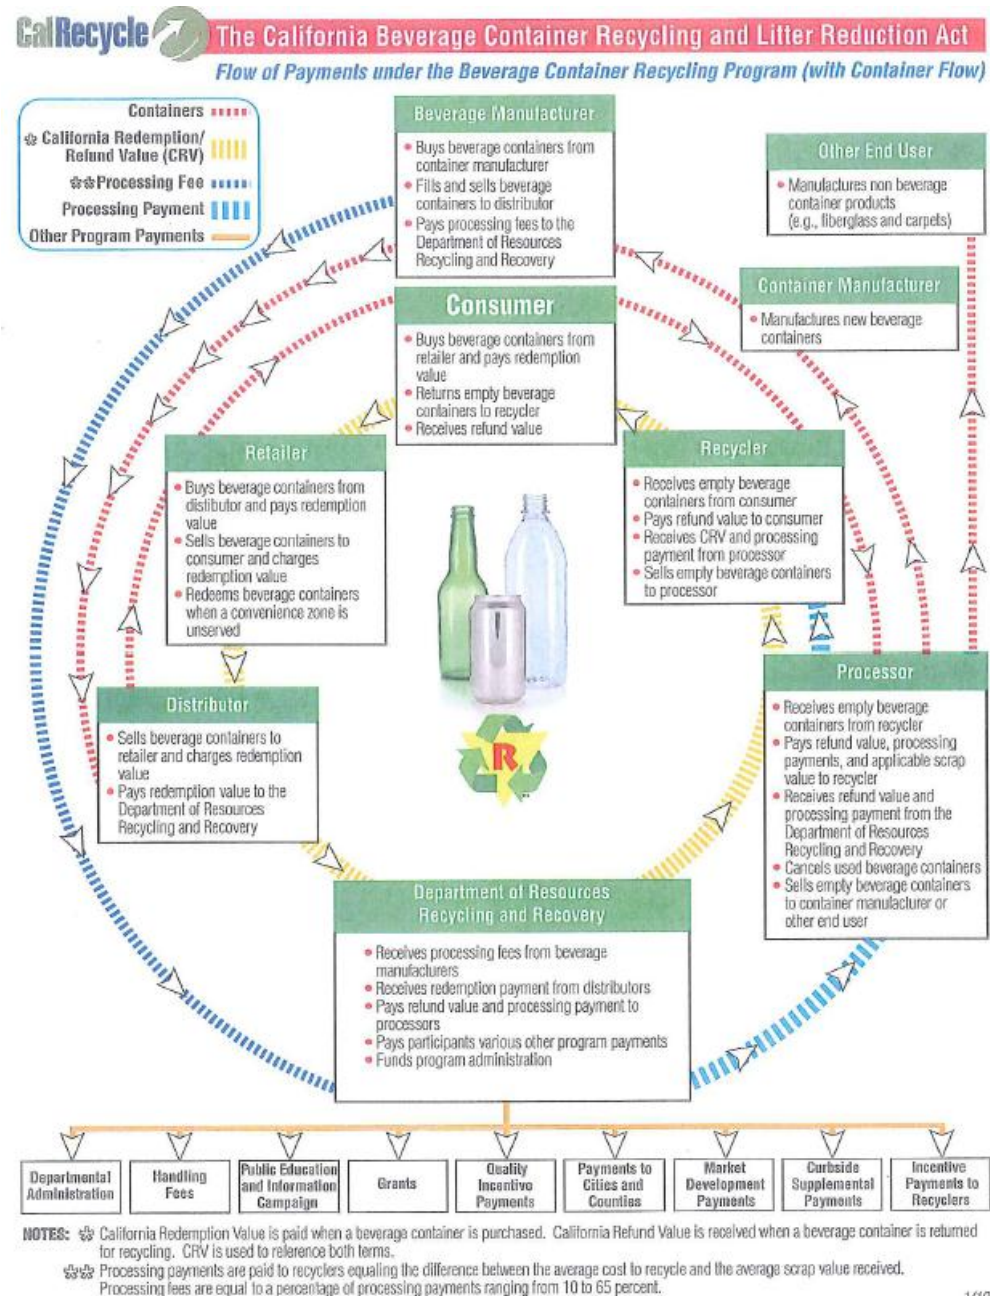 CalRecycle
The California Beverage Container Recycling and Litter Reduction Act
Flow of Payments under the Beverage Container Recycling Program (with Container Flow)
Containers
California Redemption/
Refund Value (CRV)
Processing Fee
Processing Payment
Other Program Payments
Beverage Manufacturer
• Buys beverage containers from
container manufacturer
• Fills and sells beverage
containers to distributor
• Pays processing fees to the
Department of Resources
Recycling and Recovery
Other End User
• Manufactures non beverage
container products
(e.g., fiberglass and carpets)
Container Manufacturer
• Manufactures new beverage
containers
Consumer
• Buys beverage containers from
retailer and pays redemption
value
• Returns empty beverage
containers to recycler
• Receives refund value
Retailer
• Buys beverage containers from
distibutor and pays redemption
value
• Sells beverage containers to
consumer and charges
redemption value
• Redeems beverage containers
when a convenience zone is
unserved
Recycler
• Receives empty beverage
containers from consumer
• Pays refund value to consumer
• Receives CRV and processing
payment from processor
• Sells empty beverage containers
to processor
Distributor
• Sells beverage containers to
retailer and charges redemption
value
• Pays redemption value to the
Department of Resources
Recycling and Recovery
R
Processor
• Receives empty beverage
containers from recycler
• Pays refund value, processing
payments, and applicable scrap
value to recycler
• Receives refund value and
processing payment from the
Department of Resources
Recycling and Recovery
• Cancels used beverage containers
• Sells empty beverage containers
to container manufacturer or
other end user
Department of Resources
Recycling and Recovery
• Receives processing fees from beverage
manufacturers
• Receives redemption payment from distributors
• Pays refund value and processing payment to
processors
• Pays participants various other program payments
• Funds program administration
Departmental
Administration
Handling
Fees
Public Education
and Information
Campaign
Grants
Quality
Incentive
Payments
Payments to
Cities and
Counties
Market
Development
Payments
Curbside
Supplemental
Payments
Incentive
Payments to
Recyclers
NOTES: California Redemption Value is paid when a beverage container is purchased. California Refund Value is received when a beverage container is returned
for recycling. CRV is used to reference both terms.
Processing payments are paid to recyclers equaling the difference between the average cost to recycle and the average scrap value received.
Processing fees are equal to a percentage of processing payments ranging from 10 to 65 percent.